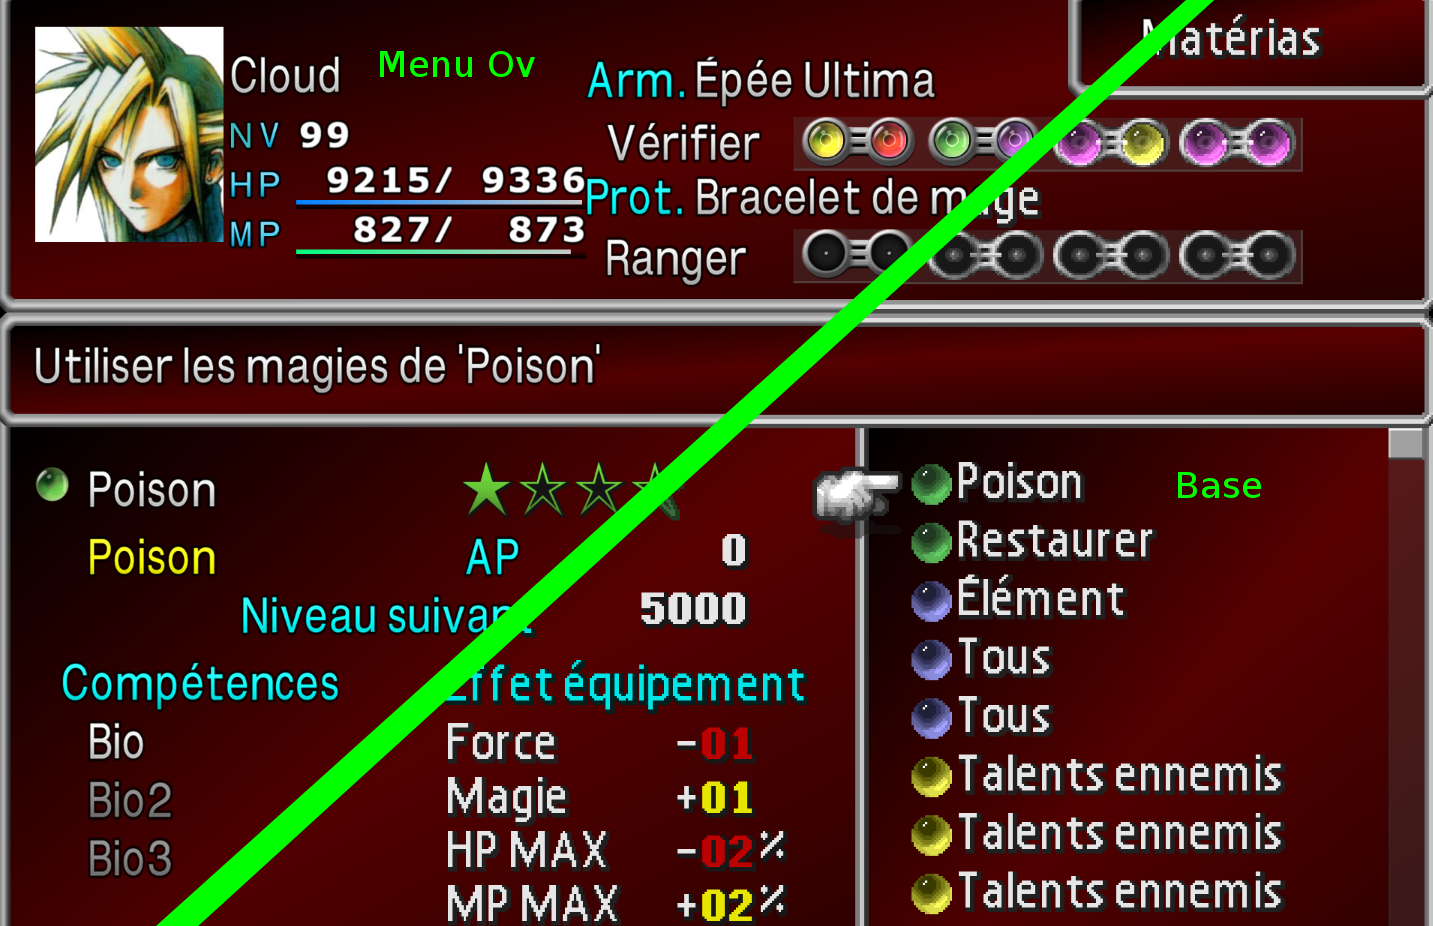 Matérias
Cloud Menu Ov
Arm. Épée Ultima
NV 99
Vérifier
HP 9215/ 9336
Prot. Bracelet de mage
MP 827/ 873
Ranger
Utiliser les magies de 'Poison'
Poison
Poison AP 0
Niveau suivant 5000
Compétences
Bio
Bio2
Bio3
Effet équipement
Force -01
Magie +01
HP MAX -02%
MP MAX +02%
Poison Base
Restaurer
Élément
Tous
Tous
Talents ennemis
Talents ennemis
Talents ennemis